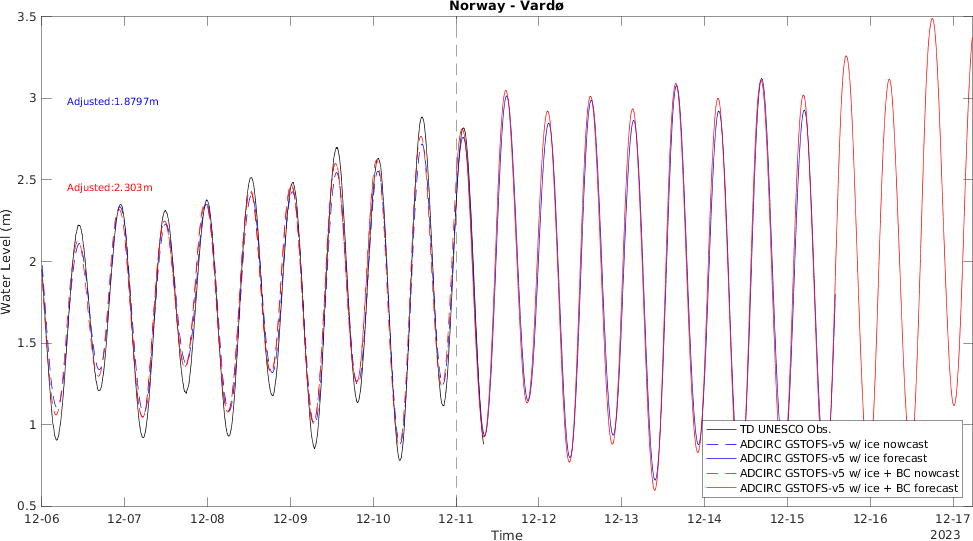 Norway - Vardø
3.5
3
2.5
2
1.5
1
0.5
Water Level (m)
Adjusted:1.8797m
Adjusted:2.303m
TD UNESCO Obs.
ADCIRC GSTOFS-v5 w/ ice nowcast
ADCIRC GSTOFS-v5 w/ ice forecast
ADCIRC GSTOFS-v5 w/ ice + BC nowcast
ADCIRC GSTOFS-v5 w/ ice + BC forecast
12-06 12-07 12-08 12-09 12-10 12-11 12-12 12-13 12-14 12-15 12-16 12-17
Time
2023